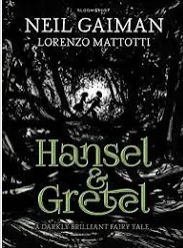 BLOOMSBURY
NEIL GAIMAN
LORENZO MATTOTTI
Hansel
&
Gretel
A DARKLY BRILLIANT FAIRY TALE